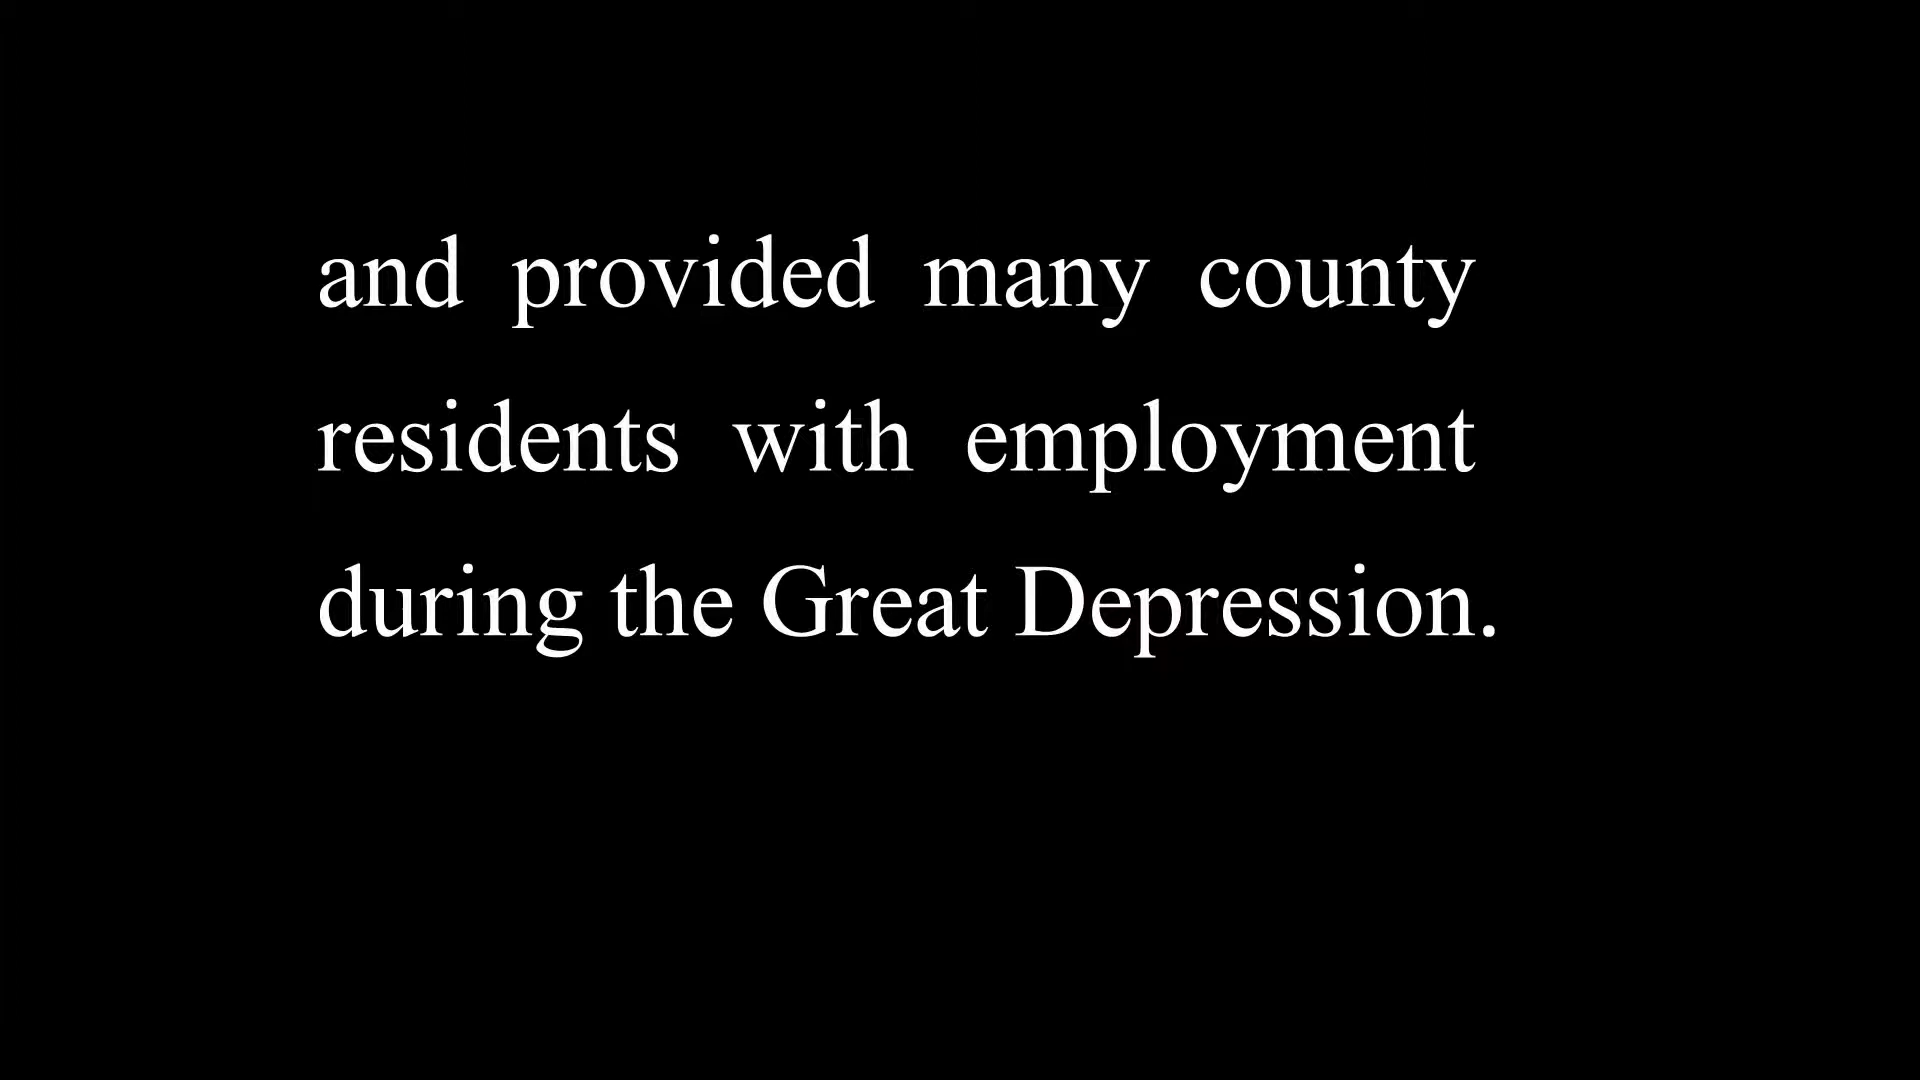 and provided many county
residents with employment
during the Great Depression.